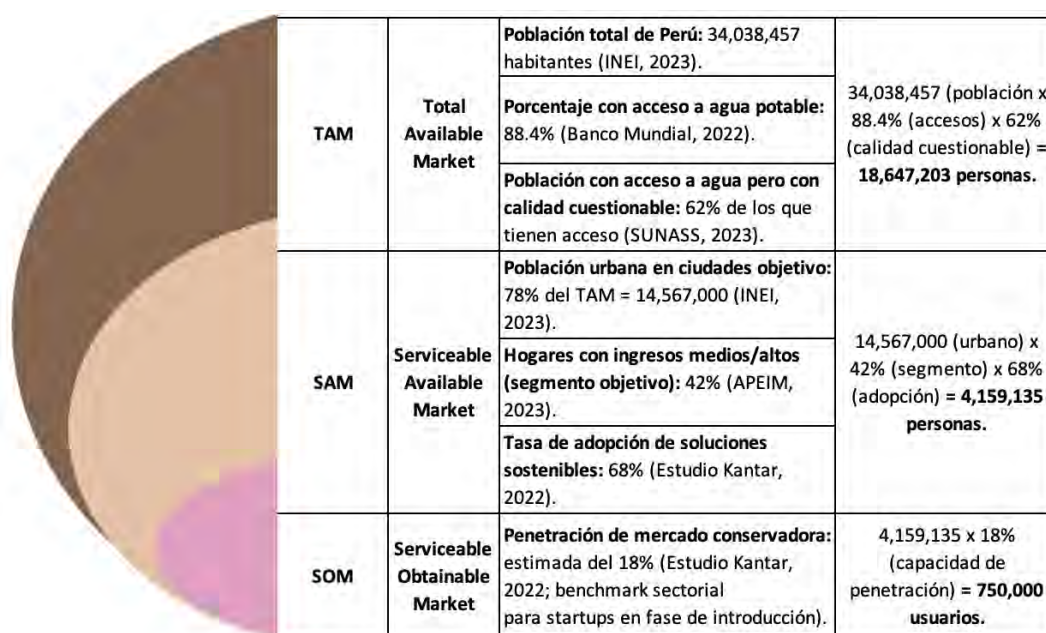 TAM
Total
Available
Market
Población total de Perú: 34,038,457
habitantes (INEI, 2023).
Porcentaje con acceso a agua potable:
88.4% (Banco Mundial, 2022).
Población con acceso a agua pero con
calidad cuestionable: 62% de los que
tienen acceso (SUNASS, 2023).
34,038,457 (población x
88.4% (accesos) x 62%
(calidad cuestionable) =
18,647,203 personas.
SAM
Serviceable
Available
Market
Población urbana en ciudades objetivo:
78% del TAM = 14,567,000 (INEI,
2023).
Hogares con ingresos medios/altos
(segmento objetivo): 42% (APEIM,
2023).
Tasa de adopción de soluciones
sostenibles: 68% (Estudio Kantar,
2022).
14,567,000 (urbano) x
42% (segmento) x 68%
(adopción) = 4,159,135
personas.
SOM
Serviceable
Obtainable
Market
Penetración de mercado conservadora:
estimada del 18% (Estudio Kantar,
2022; benchmark sectorial
para startups en fase de introducción).
4,159,135 x 18%
(capacidad de
penetración) = 750,000
usuarios.